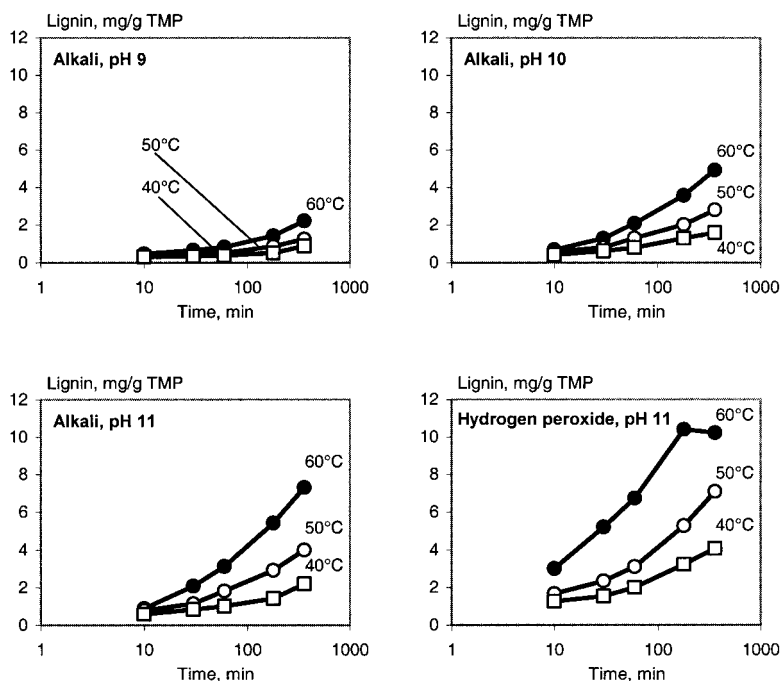 Lignin, mg/g TMP
12
Alkali, pH 9
10
8
50°C
6
40°C
4
60°C
2
0
1 10 100 1000
Time, min
Lignin, mg/g TMP
12
Alkali, pH 10
10
8
60°C
6
50°C
4
2
40°C
0
1 10 100 1000
Time, min
Lignin, mg/g TMP
12
Alkali, pH 11
10
60°C
8
6
50°C
4
40°C
2
0
1 10 100 1000
Time, min
Lignin, mg/g TMP
12
60°C
Hydrogen peroxide, pH 11
10
8
50°C
6
40°C
4
2
0
1 10 100 1000
Time, min